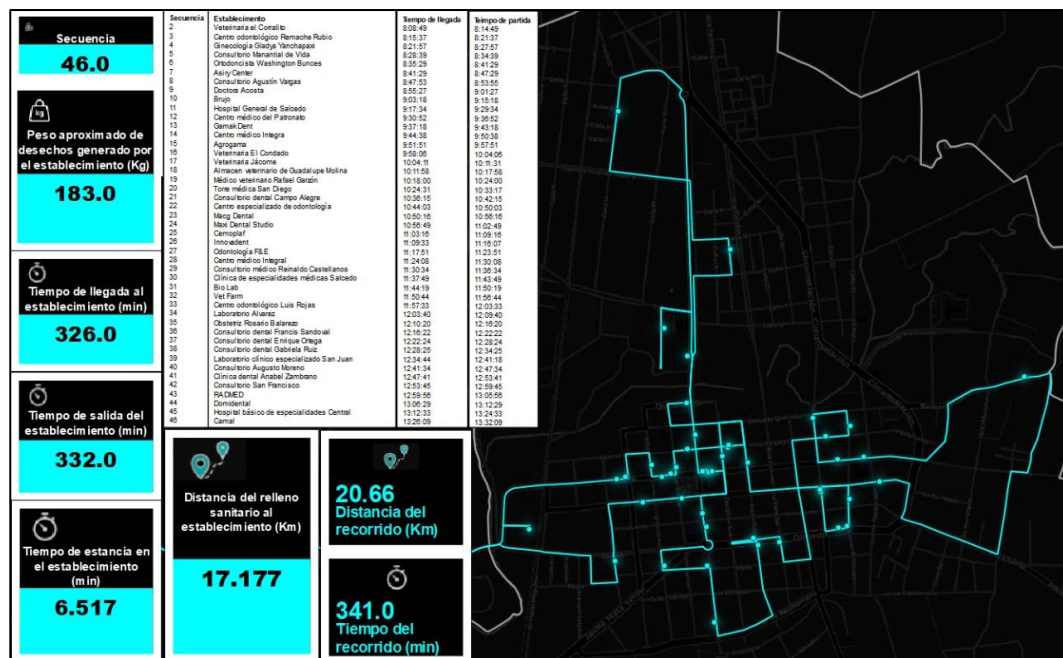 Secuencia
46.0
Peso aproximado de
desechos generado por
el establecimiento (Kg)
183.0
Tiempo de llegada al
establecimiento (min)
326.0
Tiempo de salida del
establecimiento (min)
332.0
Tiempo de estancia en
el establecimiento
(min)
6.517
Secuencia Establecimiento Tiempo de llegada Teimpo de partida
2 Veterinaria el Corralito 8:08:49 8:14:49
3 Centro odontológico Remache Rubio 8:15:37 8:21:37
4 Ginecología Gladys Yanchapaxi 8:21:57 8:27:57
5 Consultorio Manantial de Vida 8:28:39 8:34:39
6 Ortodoncista Washington Bunces 8:35:29 8:41:29
7 Asiry Center 8:41:29 8:47:29
8 Consultorio Agustín Vargas 8:47:53 8:53:55
9 Doctora Acosta 8:55:27 9:01:27
10 Brujo 9:03:18 9:15:18
11 Hospital General de Salcedo 9:17:34 9:29:34
12 Centro médico del Patronato 9:30:52 9:36:52
13 GamakDent 9:37:18 9:43:18
14 Centro médico Integra 9:44:38 9:50:38
15 Agrogama 9:51:51 9:57:51
16 Veterinaria El Condado 9:58:06 10:04:06
17 Veterinaria Jácome 10:04:11 10:11:31
18 Almacen veterinario de Guadalupe Molina 10:11:58 10:17:58
19 Médico veterinario Rafael Garzón 10:18:00 10:24:00
20 Torre médica San Diego 10:24:31 10:33:17
21 Consultorio dental Campo Alegre 10:36:15 10:42:15
22 Centro especializado de odontología 10:44:03 10:50:03
23 Macg Dental 10:50:16 10:56:16
24 Maxi Dental Studio 10:56:49 11:02:49
25 Cemoplaf 11:03:16 11:09:16
26 Innovadent 11:09:33 11:16:07
27 Odontología F&E 11:17:51 11:23:51
28 Centro médico Integral 11:24:08 11:30:08
29 Consultorio médico Reinaldo Castellanos 11:30:34 11:36:34
30 Clínica de especialidades médicas Salcedo 11:37:49 11:43:49
31 Bio Lab 11:44:19 11:50:19
32 Vet Farm 11:50:44 11:56:44
33 Centro odontológico Luis Rojas 11:57:33 12:03:33
34 Laboratorio Alvarez 12:03:40 12:09:40
35 Obstetriz Rosario Balarezo 12:10:20 12:16:20
36 Consultorio dental Francis Sandoval 12:16:22 12:22:22
37 Consultorio dental Enrique Ortega 12:22:24 12:28:24
38 Consultorio dental Gabriela Ruiz 12:28:25 12:34:25
39 Laboratorio clínico especializado San Juan 12:34:44 12:41:18
40 Consultorio Augusto Moreno 12:41:34 12:47:34
41 Clínica dental Anabel Zambrano 12:47:41 12:53:41
42 Consultorio San Francisco 12:53:45 12:59:45
43 RADMED 12:59:56 13:05:56
44 Domidental 13:06:29 13:12:29
45 Hospital básico de especialidades Central 13:12:33 13:24:33
46 Camal 13:26:09 13:32:09
Distancia del relleno
sanitario al
establecimiento (Km)
17.177
20.66
Distancia del
recorrido (Km)
341.0
Tiempo del
recorrido (min)